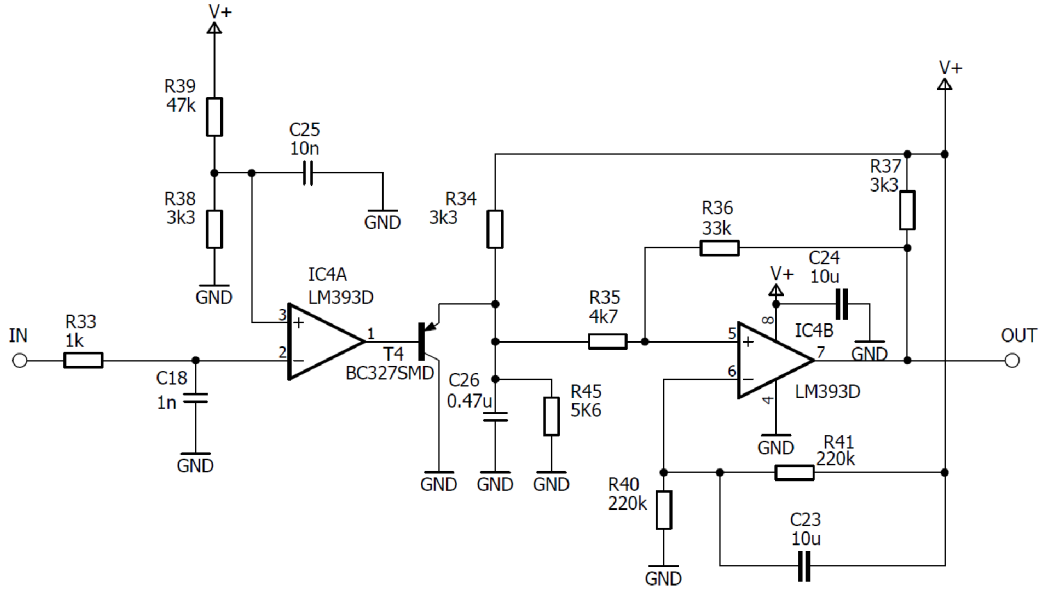 V+
R39
47k
C25
10n
V+
R38
3k3
GND
GND
R34
3k3
R37
3k3
R36
33k
C24
10u
V+
IC4A
LM393D
3
+
1
2
−
R35
4k7
8
IC4B
GND
5
+
7
6
−
4
LM393D
GND
OUT
IN
R33
1k
C18
1n
GND
T4
BC327SMD
C26
0.47u
R45
5K6
GND
GND
GND
R41
220k
R40
220k
C23
10u
GND